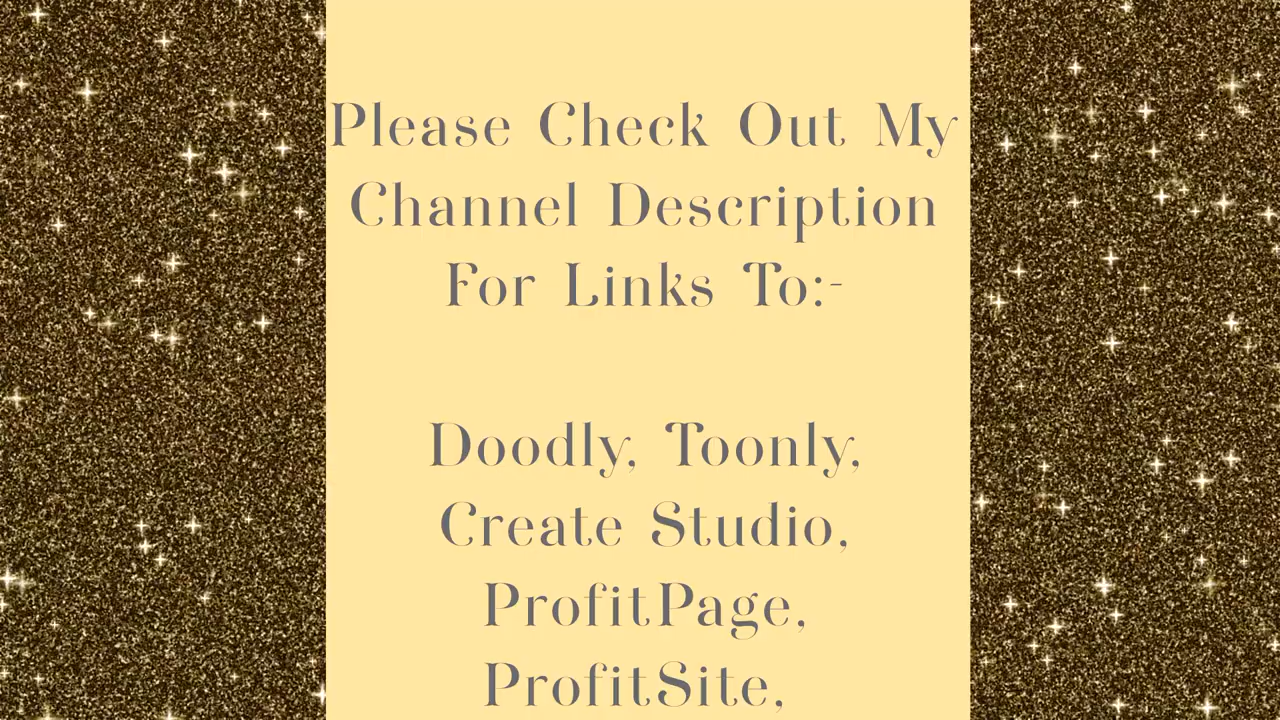 Please Check Out My
Channel Description
For Links To:-
Doodly, Toonly,
Create Studio,
ProfitPage,
ProfitSite,